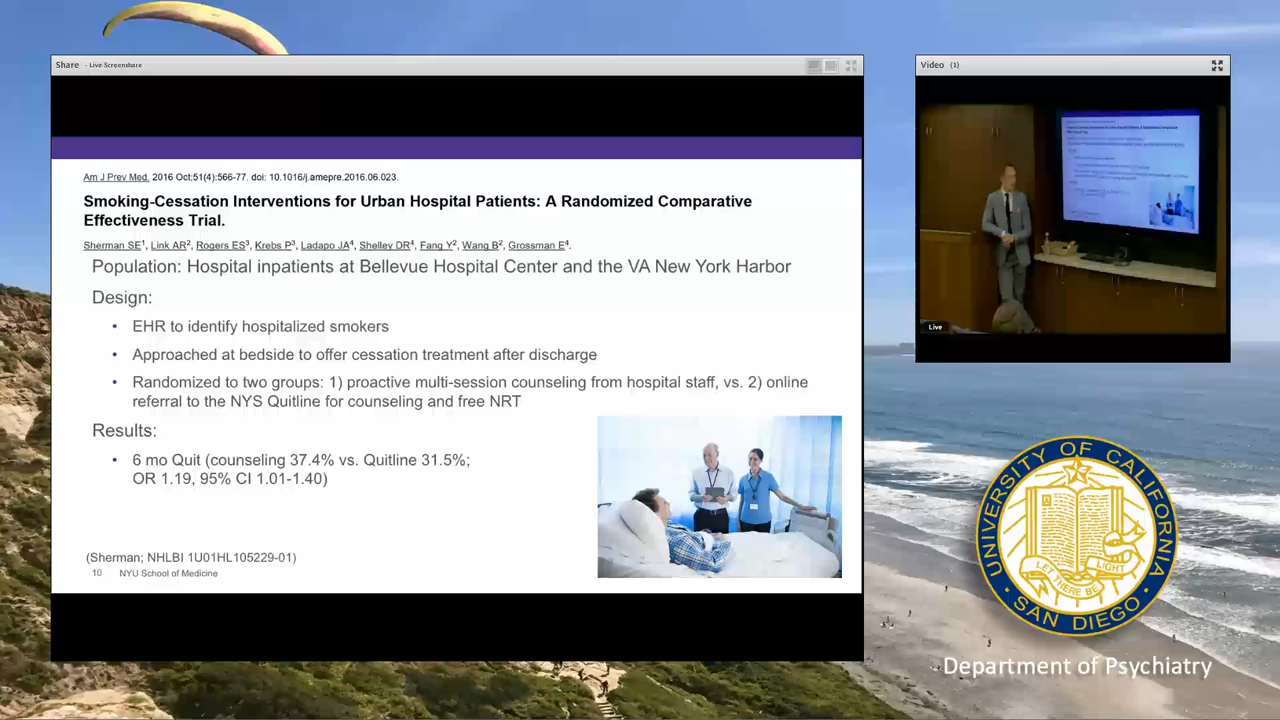 Share - Live Screenshare
Am J Prev Med. 2016 Oct;51(4):566-77. doi: 10.1016/j.amepre.2016.06.023.
Smoking-Cessation Interventions for Urban Hospital Patients: A Randomized Comparative
Effectiveness Trial.
Sherman SE1, Link AR2, Rogers ES3, Krebs P3, Ladapo JA4, Shelley DR4, Fang Y2, Wang B2, Grossman E4.
Population: Hospital inpatients at Bellevue Hospital Center and the VA New York Harbor
Design:
• EHR to identify hospitalized smokers
• Approached at bedside to offer cessation treatment after discharge
• Randomized to two groups: 1) proactive multi-session counseling from hospital staff, vs. 2) online
referral to the NYS Quitline for counseling and free NRT
Results:
• 6 mo Quit (counseling 37.4% vs. Quitline 31.5%;
OR 1.19, 95% CI 1.01-1.40)
(Sherman; NHLBI 1U01HL105229-01)
10 NYU School of Medicine
Video (1)
Live
UNIVERSITY OF CALIFORNIA
LET THERE BE LIGHT
SAN DIEGO
Department of Psychiatry